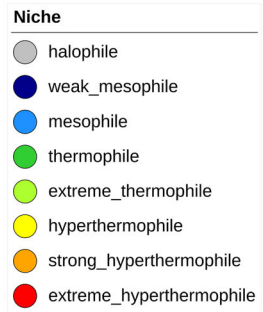 Niche
halophile
weak_mesophile
mesophile
thermophile
extreme_thermophile
hyperthermophile
strong_hyperthermophile
extreme_hyperthermophile